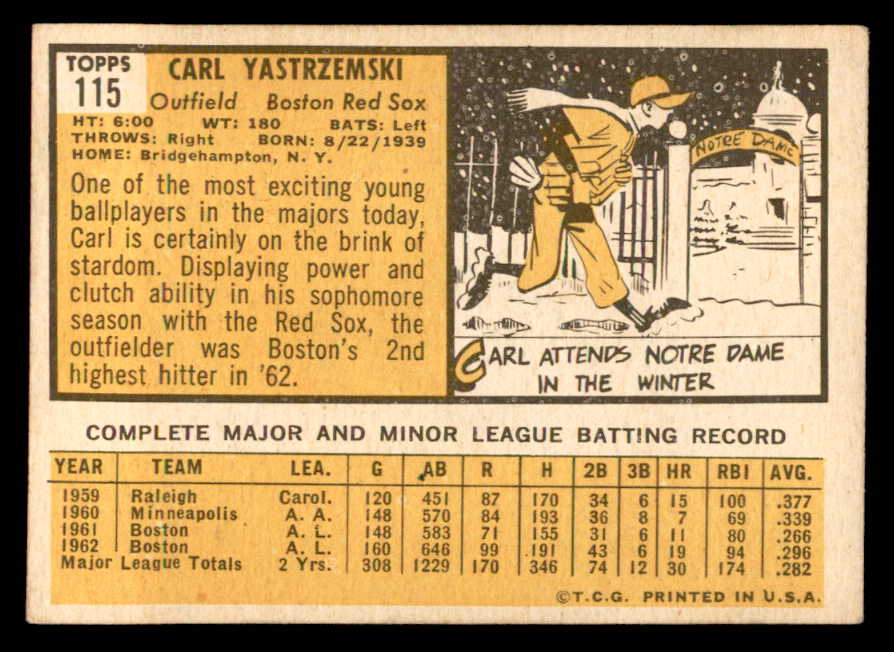 TOPPS
115
CARL YASTRZEMSKI
Outfield Boston Red Sox
HT: 6:00 WT: 180 BATS: Left
THROWS: Right BORN: 8/22/1939
HOME: Bridgehampton, N. Y.
One of the most exciting young
ballplayers in the majors today,
Carl is certainly on the brink of
stardom. Displaying power and
clutch ability in his sophomore
season with the Red Sox, the
outfielder was Boston's 2nd
highest hitter in '62.
NOTRE DAME
CARL ATTENDS NOTRE DAME
IN THE WINTER
COMPLETE MAJOR AND MINOR LEAGUE BATTING RECORD
YEAR TEAM LEA. G AB R H 2B 3B HR RBI AVG.
1959 Raleigh Carol. 120 451 87 170 34 6 15 100 .377
1960 Minneapolis A. A. 148 570 84 193 36 8 7 69 .339
1961 Boston A. L. 148 583 71 155 31 6 11 80 .266
1962 Boston A. L. 160 646 99 191 43 6 19 94 .296
Major League Totals 2 Yrs. 308 1229 170 346 74 12 30 174 .282
©T.C.G. PRINTED IN U.S.A.